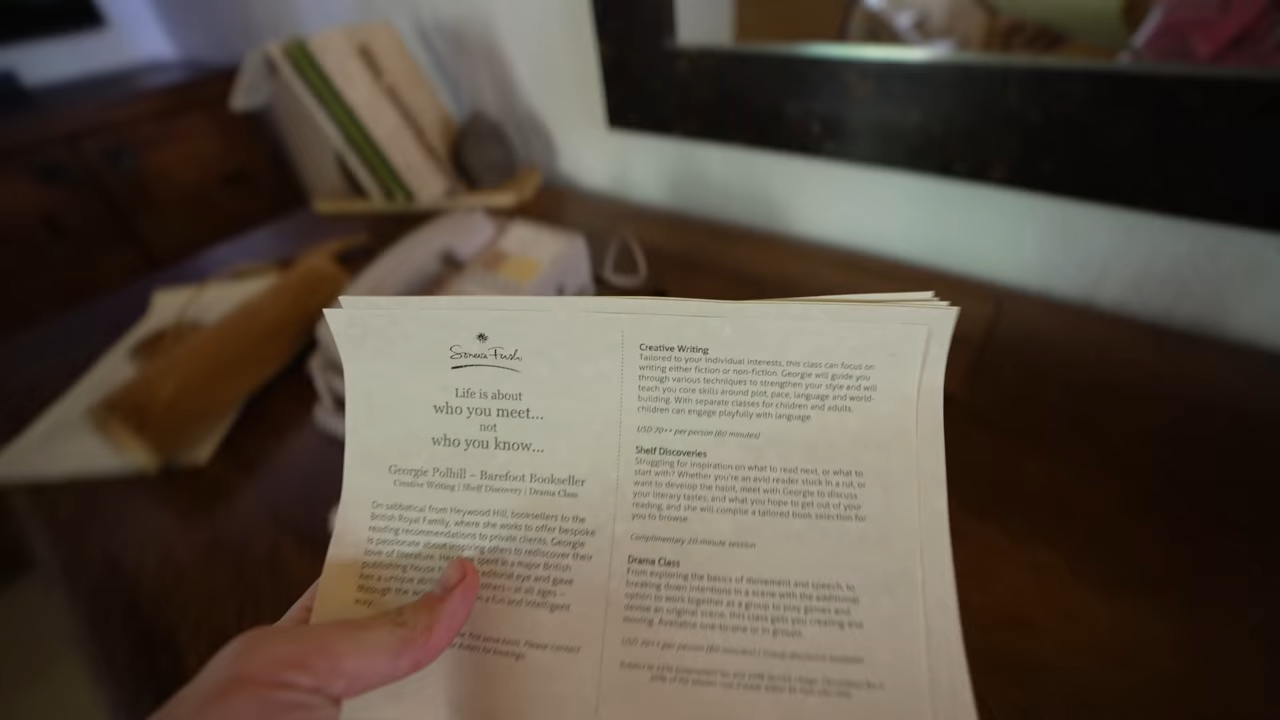 Soneva Fushi
Life is about
who you meet...
not
who you know...
Georgie Polhill – Barefoot Bookseller
Creative Writing | Shelf Discovery | Drama Class
On sabbatical from Heywood Hill, booksellers to the
British Royal Family, where she works to offer bespoke
reading recommendations to private clients, Georgie
is passionate about inspiring others to rediscover their
love of literature. Her spent in a major British
publishing house editorial eye and gave
her a unique others – at all ages –
through the in a fun and intelligent
way.
first serve basis. Please contact
for bookings.
Creative Writing
Tailored to your individual interests, this class can focus on
writing either fiction or non-fiction. Georgie will guide you
through various techniques to strengthen your style and will
teach you core skills around plot, pace, language and world-
building. With separate classes for children and adults,
children can engage playfully with language
USD 70++ per person (60 minutes)
Shelf Discoveries
Struggling for inspiration on what to read next, or what to
start with? Whether you're an avid reader stuck in a rut, or
want to develop the habit, meet with Georgie to discuss
your literary tastes, and what you hope to get out of your
reading, and she will compile a tailored book selection for
you to browse.
Complimentary 20-minute session
Drama Class
From exploring the basics of movement and speech, to
breaking down intentions in a scene with the additional
option to work together as a group to play games and
devise an original scene, this class gets you creating and
moving. Available one-to-one or in groups.
per person (60 minutes)